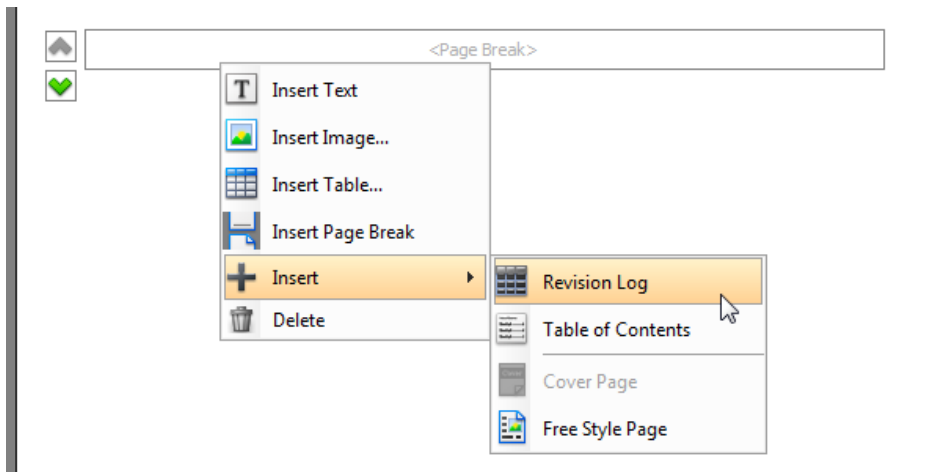 <Page Break>
Insert Text
Insert Image...
Insert Table...
Insert Page Break
Insert
Delete
Revision Log
Table of Contents
Cover Page
Free Style Page